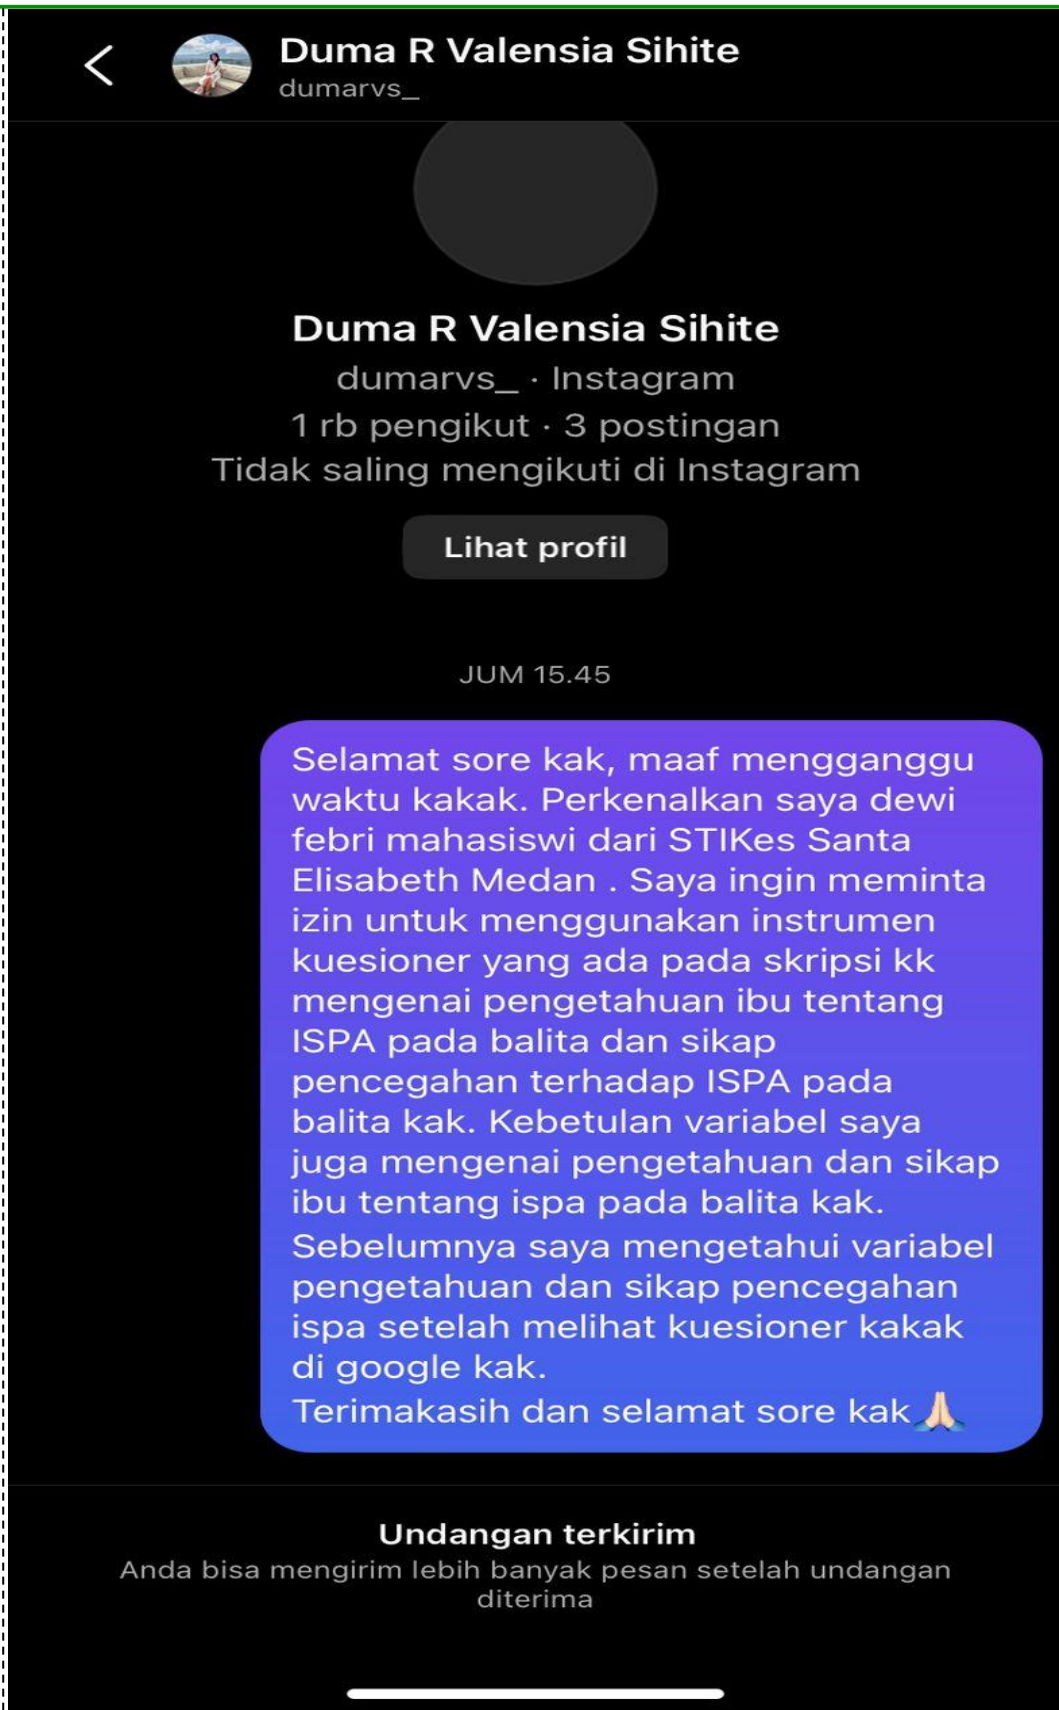 Duma R Valensia Sihite
dumarvs_
Duma R Valensia Sihite
dumarvs_ · Instagram
1 rb pengikut · 3 postingan
Tidak saling mengikuti di Instagram
Lihat profil
JUM 15.45
Selamat sore kak, maaf mengganggu
waktu kakak. Perkenalkan saya dewi
febri mahasiswi dari STIKes Santa
Elisabeth Medan . Saya ingin meminta
izin untuk menggunakan instrumen
kuesioner yang ada pada skripsi kk
mengenai pengetahuan ibu tentang
ISPA pada balita dan sikap
pencegahan terhadap ISPA pada
balita kak. Kebetulan variabel saya
juga mengenai pengetahuan dan sikap
ibu tentang ispa pada balita kak.
Sebelumnya saya mengetahui variabel
pengetahuan dan sikap pencegahan
ispa setelah melihat kuesioner kakak
di google kak.
Terimakasih dan selamat sore kak🙏🏻
Undangan terkirim
Anda bisa mengirim lebih banyak pesan setelah undangan
diterima